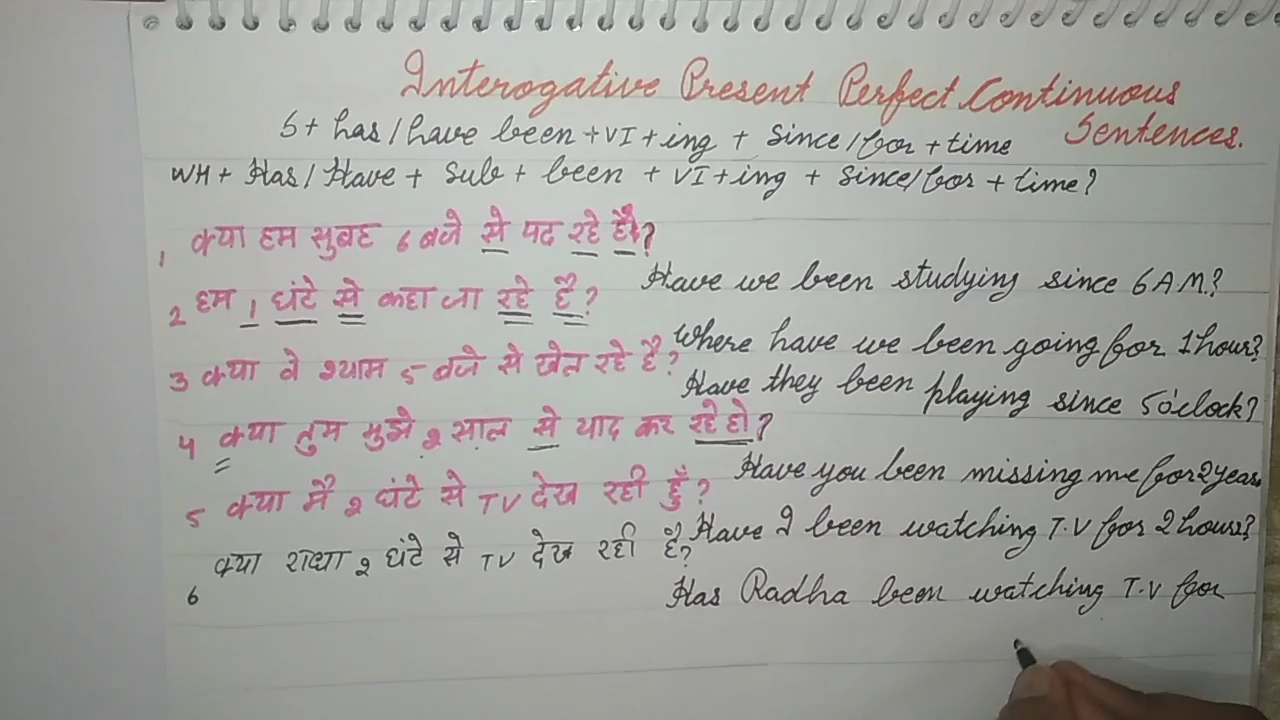 Interogative Present Perfect Continuous
Sentences.
S + has/have been + VI + ing + since/for + time
WH + Has/Have + Sub + been + VI + ing + since/for + time?
1 क्या हम सुबह 6 बजे से पढ रहे हैं?
Have we been studying since 6 A.M.?
2 हम 1 घंटे से कहा जा रहे है?
Where have we been going for 1 hour?
3 क्या वे श्याम 5 बजे से खेल रहे है?
Have they been playing since 5 o'clock?
4 क्या तुम मुझे 2 साल से याद कर रहे हो?
Have you been missing me for 2 years
5 क्या मैं 2 घंटे से TV देख रही हुँ?
Have I been watching T.V for 2 hours?
6 क्या राधा 2 घंटे से TV देख रही है?
Has Radha been watching T.V for